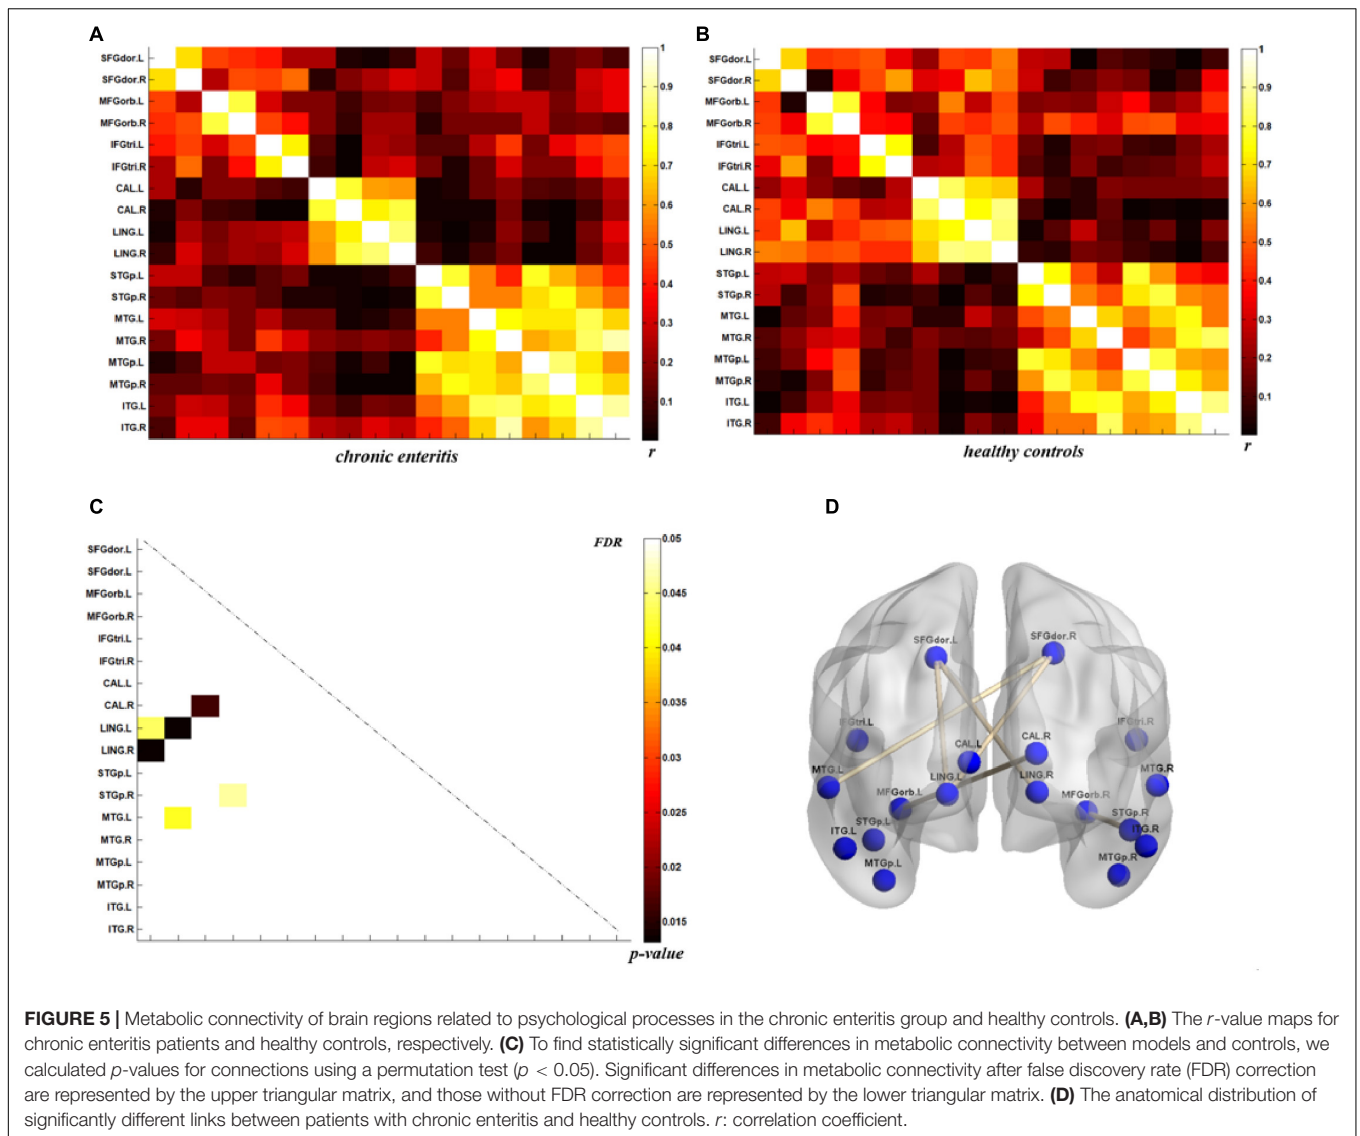 A
SFGdor.L
SFGdor.R
MFGorb.L
MFGorb.R
IFGtri.L
IFGtri.R
CAL.L
CAL.R
LING.L
LING.R
STGp.L
STGp.R
MTG.L
MTG.R
MTGp.L
MTGp.R
ITG.L
ITG.R
1
0.9
0.8
0.7
0.6
0.5
0.4
0.3
0.2
0.1
chronic enteritis
r
B
SFGdor.L
SFGdor.R
MFGorb.L
MFGorb.R
IFGtri.L
IFGtri.R
CAL.L
CAL.R
LING.L
LING.R
STGp.L
STGp.R
MTG.L
MTG.R
MTGp.L
MTGp.R
ITG.L
ITG.R
1
0.9
0.8
0.7
0.6
0.5
0.4
0.3
0.2
0.1
healthy controls
r
C
SFGdor.L
SFGdor.R
MFGorb.L
MFGorb.R
IFGtri.L
IFGtri.R
CAL.L
CAL.R
LING.L
LING.R
STGp.L
STGp.R
MTG.L
MTG.R
MTGp.L
MTGp.R
ITG.L
ITG.R
FDR
0.05
0.045
0.04
0.035
0.03
0.025
0.02
0.015
p-value
D
SFGdor.L
SFGdor.R
IFGtri.L
IFGtri.R
CAL.L
CAL.R
MTG.L
MTG.R
LING.L
LING.R
MFGorb.L
MFGorb.R
STGp.L
STGp.R
ITG.L
ITG.R
MTGp.L
MTGp.R
FIGURE 5 | Metabolic connectivity of brain regions related to psychological processes in the chronic enteritis group and healthy controls. (A,B) The r-value maps for
chronic enteritis patients and healthy controls, respectively. (C) To find statistically significant differences in metabolic connectivity between models and controls, we
calculated p-values for connections using a permutation test (p < 0.05). Significant differences in metabolic connectivity after false discovery rate (FDR) correction
are represented by the upper triangular matrix, and those without FDR correction are represented by the lower triangular matrix. (D) The anatomical distribution of
significantly different links between patients with chronic enteritis and healthy controls. r: correlation coefficient.